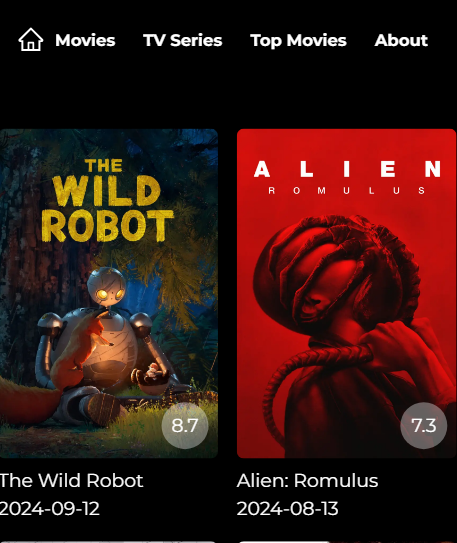 Movies TV Series Top Movies About
THE
WILD
ROBOT
8.7
The Wild Robot
2024-09-12
ALIEN
ROMULUS
7.3
Alien: Romulus
2024-08-13